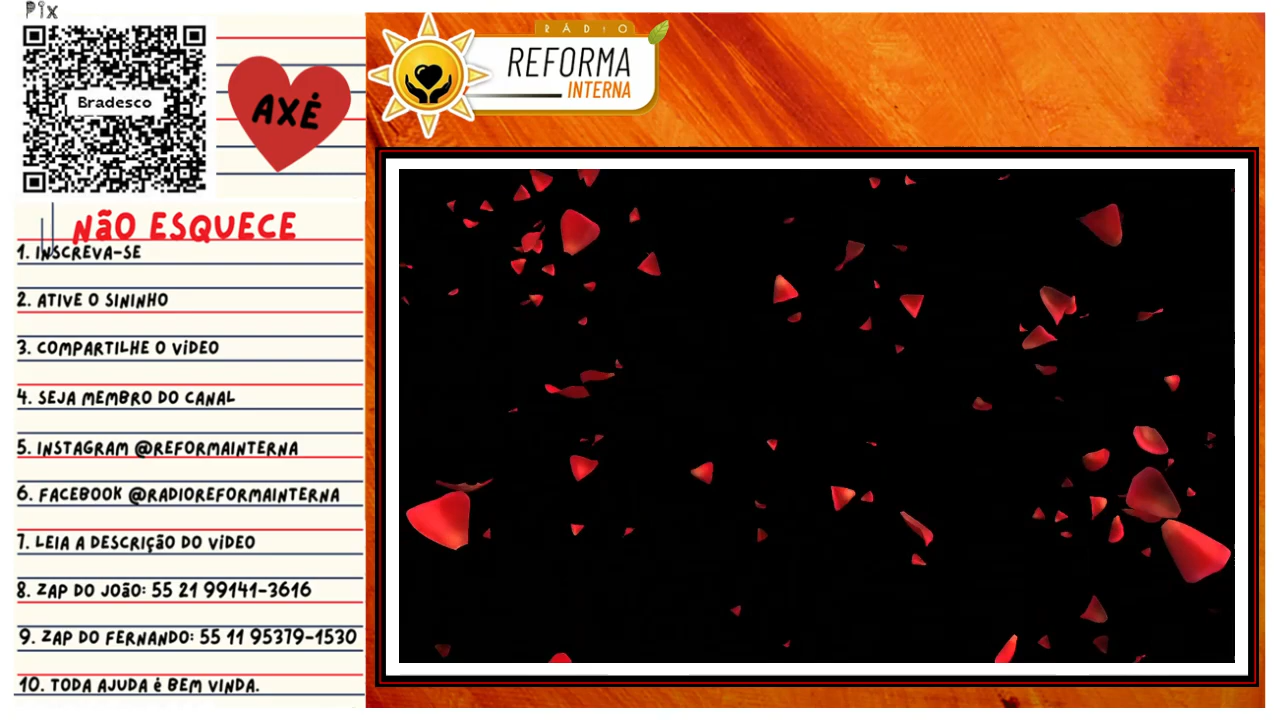 Pix
Bradesco
AXÉ
NÃO ESQUECE
1. INSCREVA-SE
2. ATIVE O SININHO
3. COMPARTILHE O VÍDEO
4. SEJA MEMBRO DO CANAL
5. INSTAGRAM @REFORMAINTERNA
6. FACEBOOK @RADIOREFORMAINTERNA
7. LEIA A DESCRIÇÃO DO VÍDEO
8. ZAP DO JOÃO: 55 21 99141-3616
9. ZAP DO FERNANDO: 55 11 95379-1530
10. TODA AJUDA É BEM VINDA.
RÁDIO
REFORMA
INTERNA